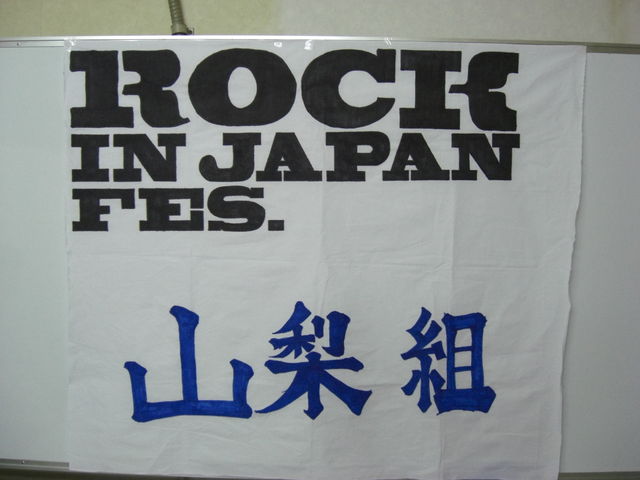 ROCK
IN JAPAN
FES.
山梨組